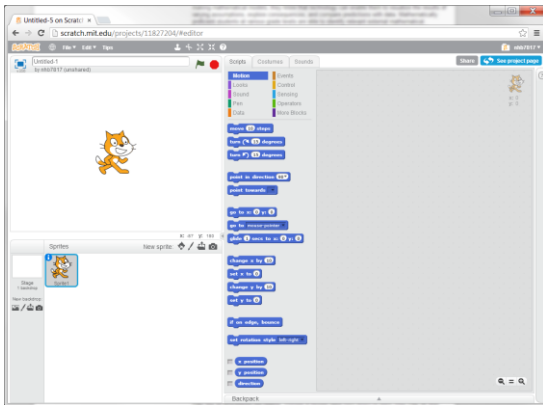 Untitled-5 on Scratch
scratch.mit.edu/projects/11827204/#editor
SCRATCH File Edit Tips
Untitled-1
(unshared)
Scripts Costumes Sounds
Share See project page
Motion Events
Looks Control
Sound Sensing
Pen Operators
Data More Blocks
move 10 steps
turn 15 degrees
turn 15 degrees
point in direction 90
point towards
go to x: 0 y: 0
go to mouse-pointer
glide 1 secs to x: 0 y: 0
change x by 10
set x to 0
change y by 10
set y to 0
if on edge, bounce
set rotation style left-right
x position
y position
direction
Sprites New sprite:
Sprite1
Stage
1 backdrop
New backdrop
Backpack